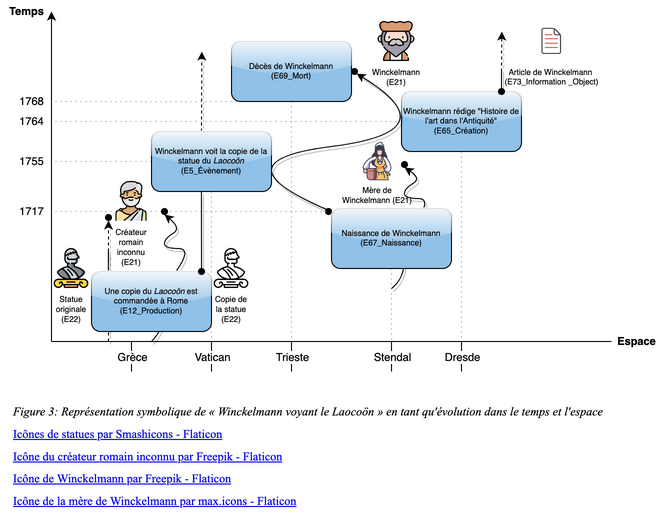 Temps
Décès de Winckelmann
(E69_Mort)
Winckelmann
(E21)
Article de Winckelmann
(E73_Information _Object)
1768
1764
Winckelmann rédige "Histoire de
l'art dans l'Antiquité"
(E65_Création)
Winckelmann voit la copie de la
statue du Laocoön
(E5_Évènement)
1755
Mère de
Winckelmann (E21)
1717
Créateur
romain
inconnu
(E21)
Naissance de Winckelmann
(E67_Naissance)
Statue
originale
(E22)
Une copie du Laocoön est
commandée à Rome
(E12_Production)
Copie de
la statue
(E22)
Espace
Grèce
Vatican
Trieste
Stendal
Dresde
Figure 3: Représentation symbolique de « Winckelmann voyant le Laocoön » en tant qu'évolution dans le temps et l'espace
Icônes de statues par Smashicons - Flaticon
Icône du créateur romain inconnu par Freepik - Flaticon
Icône de Winckelmann par Freepik - Flaticon
Icône de la mère de Winckelmann par max.icons - Flaticon